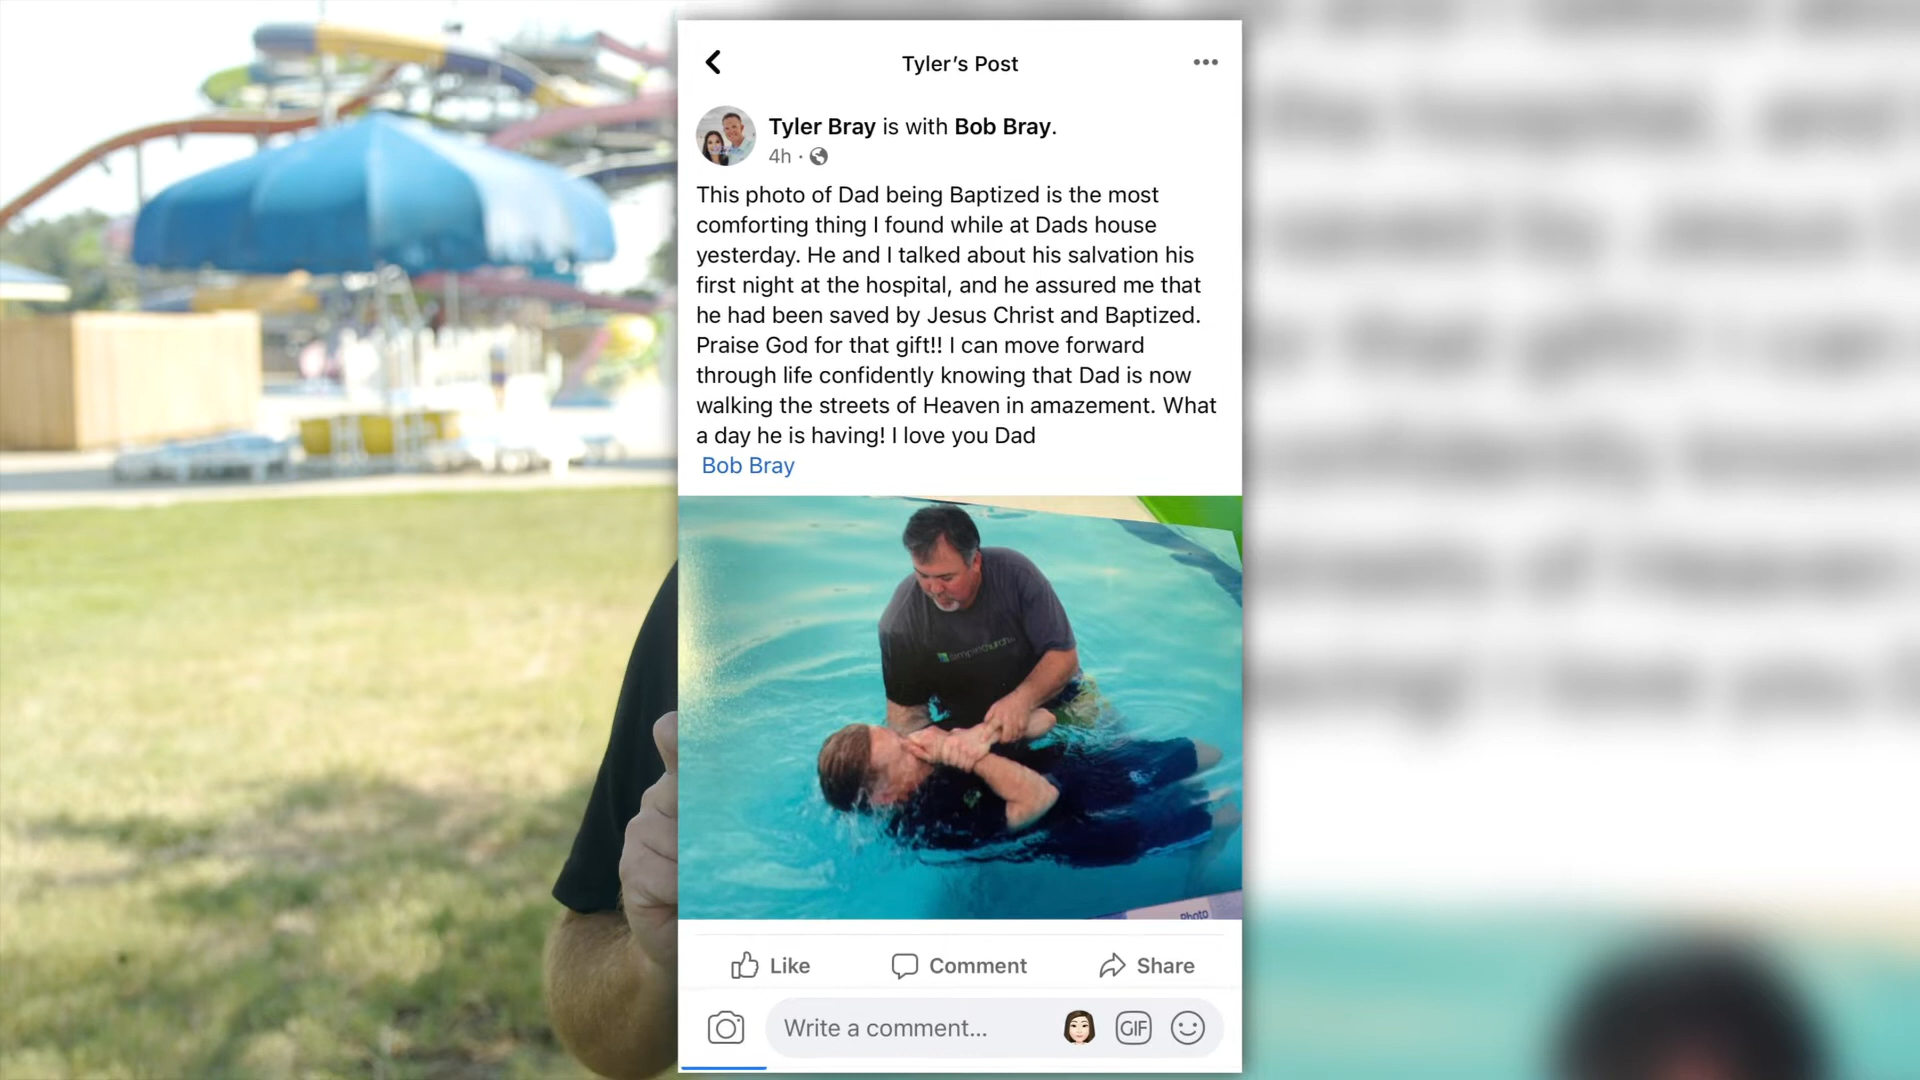 Tyler's Post
Tyler Bray is with Bob Bray.
4h ·
This photo of Dad being Baptized is the most
comforting thing I found while at Dads house
yesterday. He and I talked about his salvation his
first night at the hospital, and he assured me that
he had been saved by Jesus Christ and Baptized.
Praise God for that gift!! I can move forward
through life confidently knowing that Dad is now
walking the streets of Heaven in amazement. What
a day he is having! I love you Dad
Bob Bray
simplechurch
Photo
Like
Comment
Share
Write a comment...
GIF